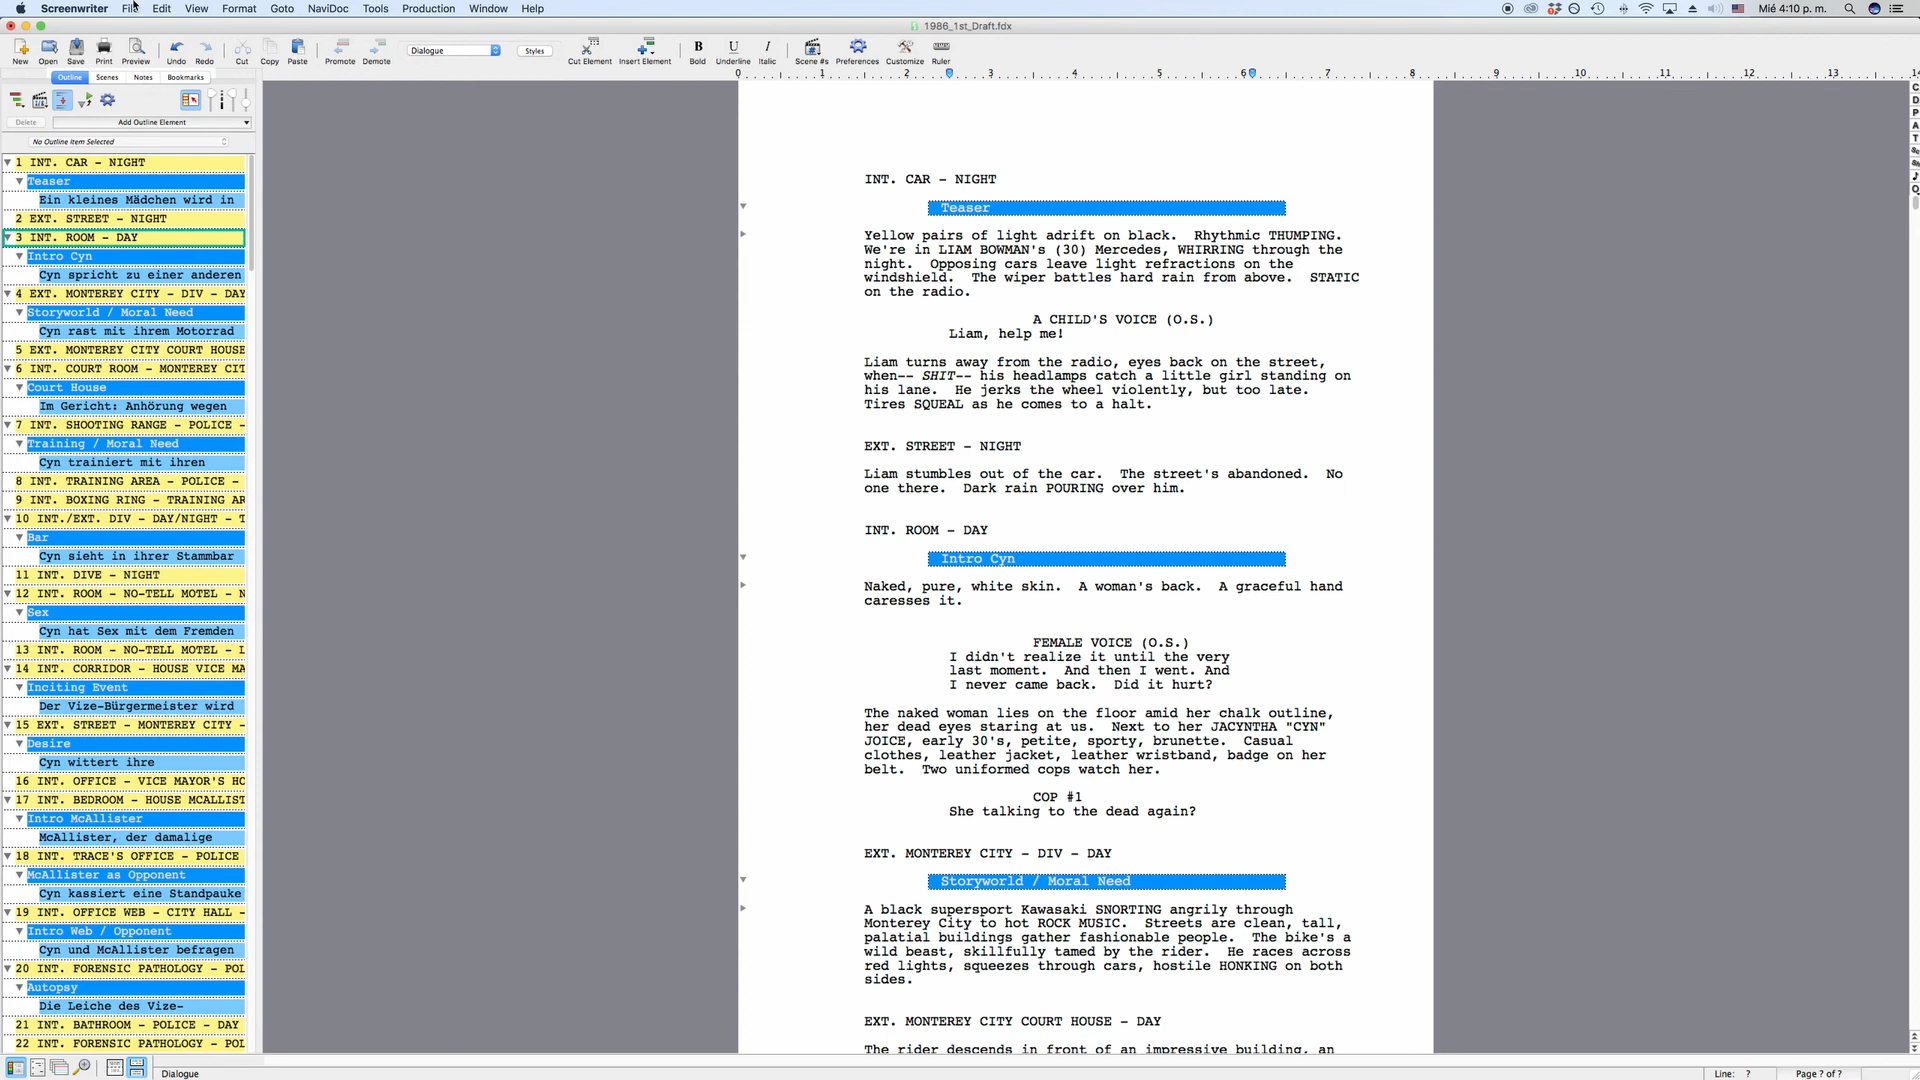 Screenwriter File Edit View Format Goto NaviDoc Tools Production Window Help Mié 4:10 p. m.
1986_1st_Draft.fdx
New Open Save Print Preview Undo Redo Cut Copy Paste Promote Demote Dialogue Styles Cut Element Insert Element Bold Underline Italic Scene #s Preferences Customize Ruler
Outline Scenes Notes Bookmarks
0 1 2 3 4 5 6 7 8 9 10 11 12 13 14
Delete Add Outline Element
No Outline Item Selected
1 INT. CAR - NIGHT
Teaser
Ein kleines Mädchen wird in
2 EXT. STREET - NIGHT
3 INT. ROOM - DAY
Intro Cyn
Cyn spricht zu einer anderen
4 EXT. MONTEREY CITY - DIV - DAY
Storyworld / Moral Need
Cyn rast mit ihrem Motorrad
5 EXT. MONTEREY CITY COURT HOUSE
6 INT. COURT ROOM - MONTEREY CIT
Court House
Im Gericht: Anhörung wegen
7 INT. SHOOTING RANGE - POLICE -
Training / Moral Need
Cyn trainiert mit ihren
8 INT. TRAINING AREA - POLICE -
9 INT. BOXING RING - TRAINING AR
10 INT./EXT. DIV - DAY/NIGHT - T
Bar
Cyn sieht in ihrer Stammbar
11 INT. DIVE - NIGHT
12 INT. ROOM - NO-TELL MOTEL - N
Sex
Cyn hat Sex mit dem Fremden
13 INT. ROOM - NO-TELL MOTEL - L
14 INT. CORRIDOR - HOUSE VICE MA
Inciting Event
Der Vize-Bürgermeister wird
15 EXT. STREET - MONTEREY CITY -
Desire
Cyn wittert ihre
16 INT. OFFICE - VICE MAYOR'S HO
17 INT. BEDROOM - HOUSE MCALLIST
Intro McAllister
McAllister, der damalige
18 INT. TRACE'S OFFICE - POLICE
McAllister as Opponent
Cyn kassiert eine Standpauke
19 INT. OFFICE WEB - CITY HALL -
Intro Web / Opponent
Cyn und McAllister befragen
20 INT. FORENSIC PATHOLOGY - POL
Autopsy
Die Leiche des Vize-
21 INT. BATHROOM - POLICE - DAY
22 INT. FORENSIC PATHOLOGY - POL
INT. CAR - NIGHT
Teaser
Yellow pairs of light adrift on black. Rhythmic THUMPING.
We're in LIAM BOWMAN's (30) Mercedes, WHIRRING through the
night. Opposing cars leave light refractions on the
windshield. The wiper battles hard rain from above. STATIC
on the radio.
A CHILD'S VOICE (O.S.)
Liam, help me!
Liam turns away from the radio, eyes back on the street,
when-- SHIT-- his headlamps catch a little girl standing on
his lane. He jerks the wheel violently, but too late.
Tires SQUEAL as he comes to a halt.
EXT. STREET - NIGHT
Liam stumbles out of the car. The street's abandoned. No
one there. Dark rain POURING over him.
INT. ROOM - DAY
Intro Cyn
Naked, pure, white skin. A woman's back. A graceful hand
caresses it.
FEMALE VOICE (O.S.)
I didn't realize it until the very
last moment. And then I went. And
I never came back. Did it hurt?
The naked woman lies on the floor amid her chalk outline,
her dead eyes staring at us. Next to her JACYNTHA "CYN"
JOICE, early 30's, petite, sporty, brunette. Casual
clothes, leather jacket, leather wristband, badge on her
belt. Two uniformed cops watch her.
COP #1
She talking to the dead again?
EXT. MONTEREY CITY - DIV - DAY
Storyworld / Moral Need
A black supersport Kawasaki SNORTING angrily through
Monterey City to hot ROCK MUSIC. Streets are clean, tall,
palatial buildings gather fashionable people. The bike's a
wild beast, skillfully tamed by the rider. He races across
red lights, squeezes through cars, hostile HONKING on both
sides.
EXT. MONTEREY CITY COURT HOUSE - DAY
The rider descends in front of an impressive building, an
C
D
P
A
T
Dialogue Line: ? Page ? of ?